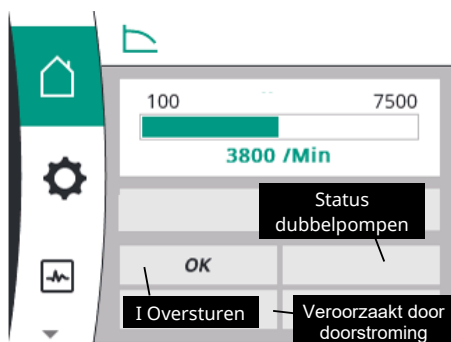 100 7500
3800 /Min
Status
dubbelpompen
OK
I Oversturen
Veroorzaakt door
doorstroming